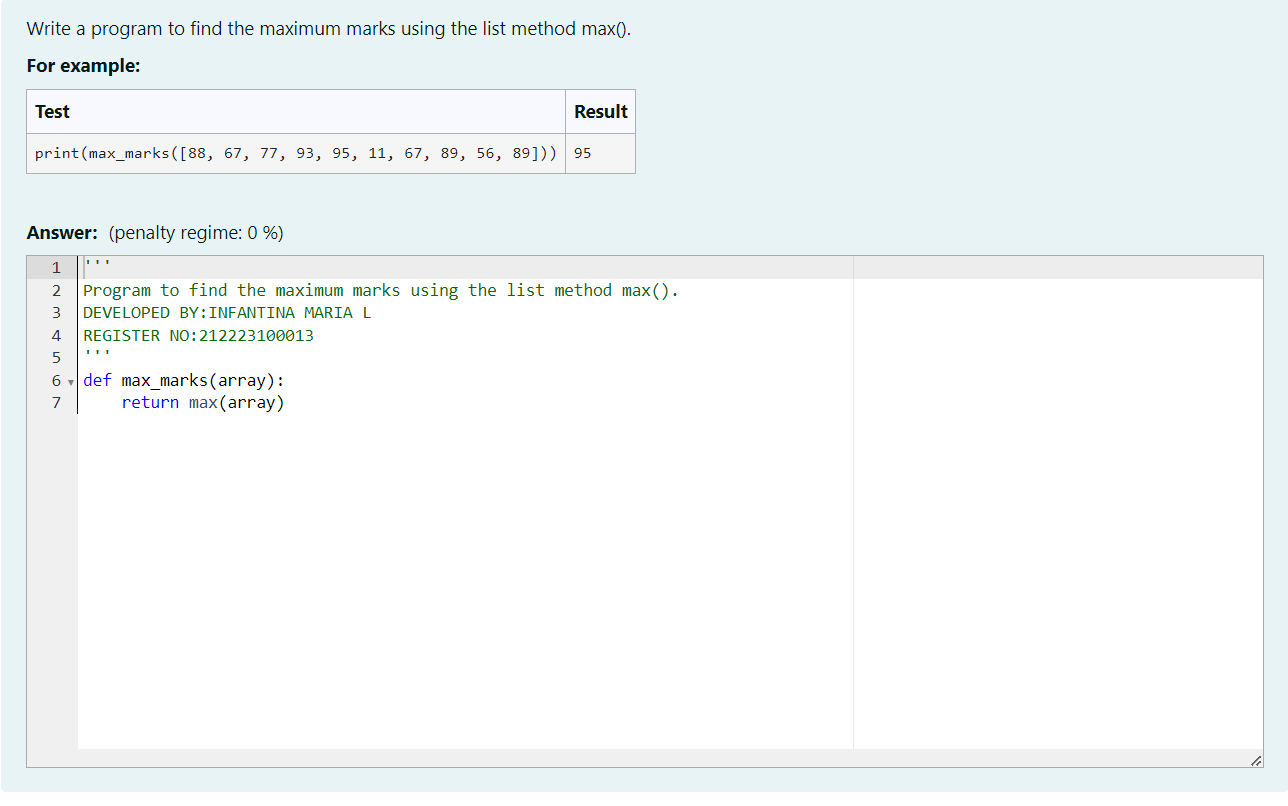 Write a program to find the maximum marks using the list method max().
For example:
Test Result
print(max_marks([88, 67, 77, 93, 95, 11, 67, 89, 56, 89])) 95
Answer: (penalty regime: 0 %)
1 '''
2 Program to find the maximum marks using the list method max().
3 DEVELOPED BY:INFANTINA MARIA L
4 REGISTER NO:212223100013
5 '''
6 def max_marks(array):
7     return max(array)